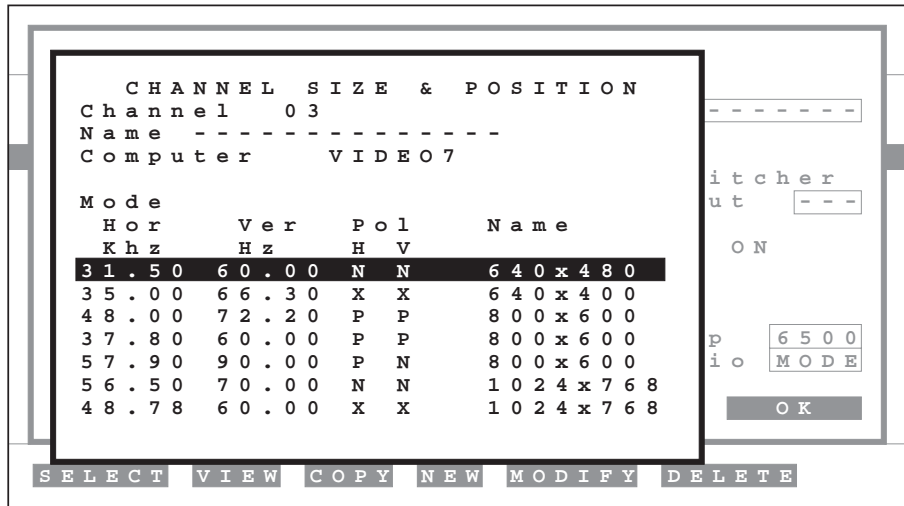 CHANNEL SIZE & POSITION
Channel 03
Name --------------
Computer VIDEO7
Mode
Hor Ver Pol Name
Khz Hz H V
31.50 60.00 N N 640x480
35.00 66.30 X X 640x400
48.00 72.20 P P 800x600
37.80 60.00 P P 800x600
57.90 90.00 P N 800x600
56.50 70.00 N N 1024x768
48.78 60.00 X X 1024x768
-------
itcher
ut ---
ON
p 6500
io MODE
OK
SELECT VIEW COPY NEW MODIFY DELETE